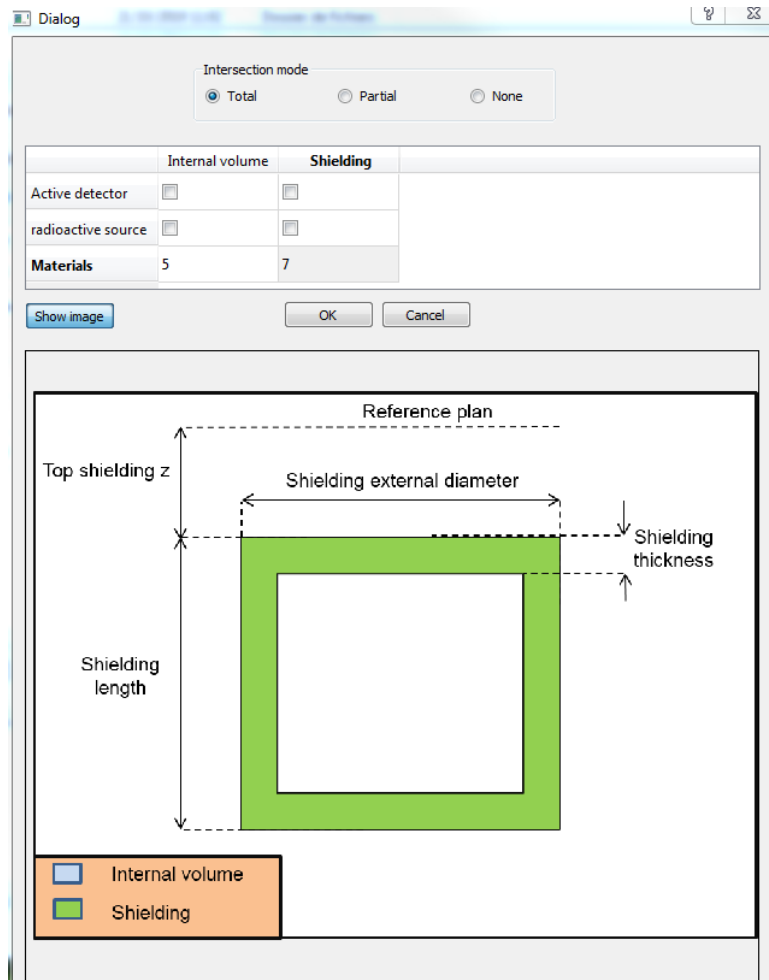 Dialog
?
Intersection mode
Total Partial None
Internal volume Shielding
Active detector
radioactive source
Materials 5 7
Show image OK Cancel
Reference plan
Top shielding z
Shielding external diameter
Shielding
thickness
Shielding
length
Internal volume
Shielding